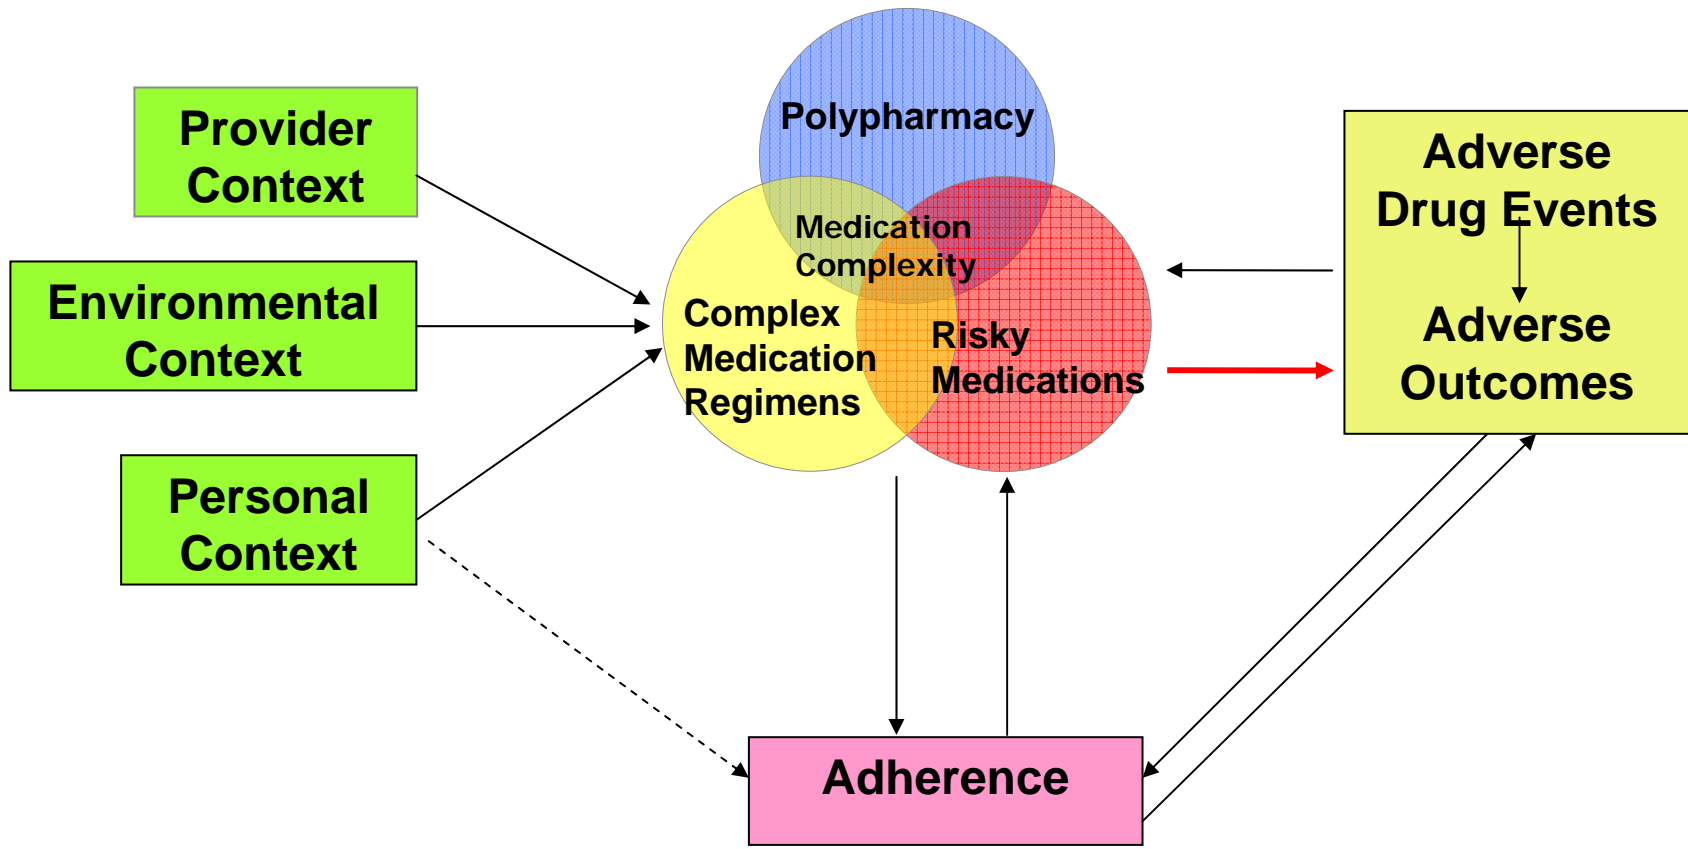 Provider
Context
Environmental
Context
Personal
Context
Polypharmacy
Medication
Complexity
Complex
Medication
Regimens
Risky
Medications
Adverse
Drug Events
Adverse
Outcomes
Adherence